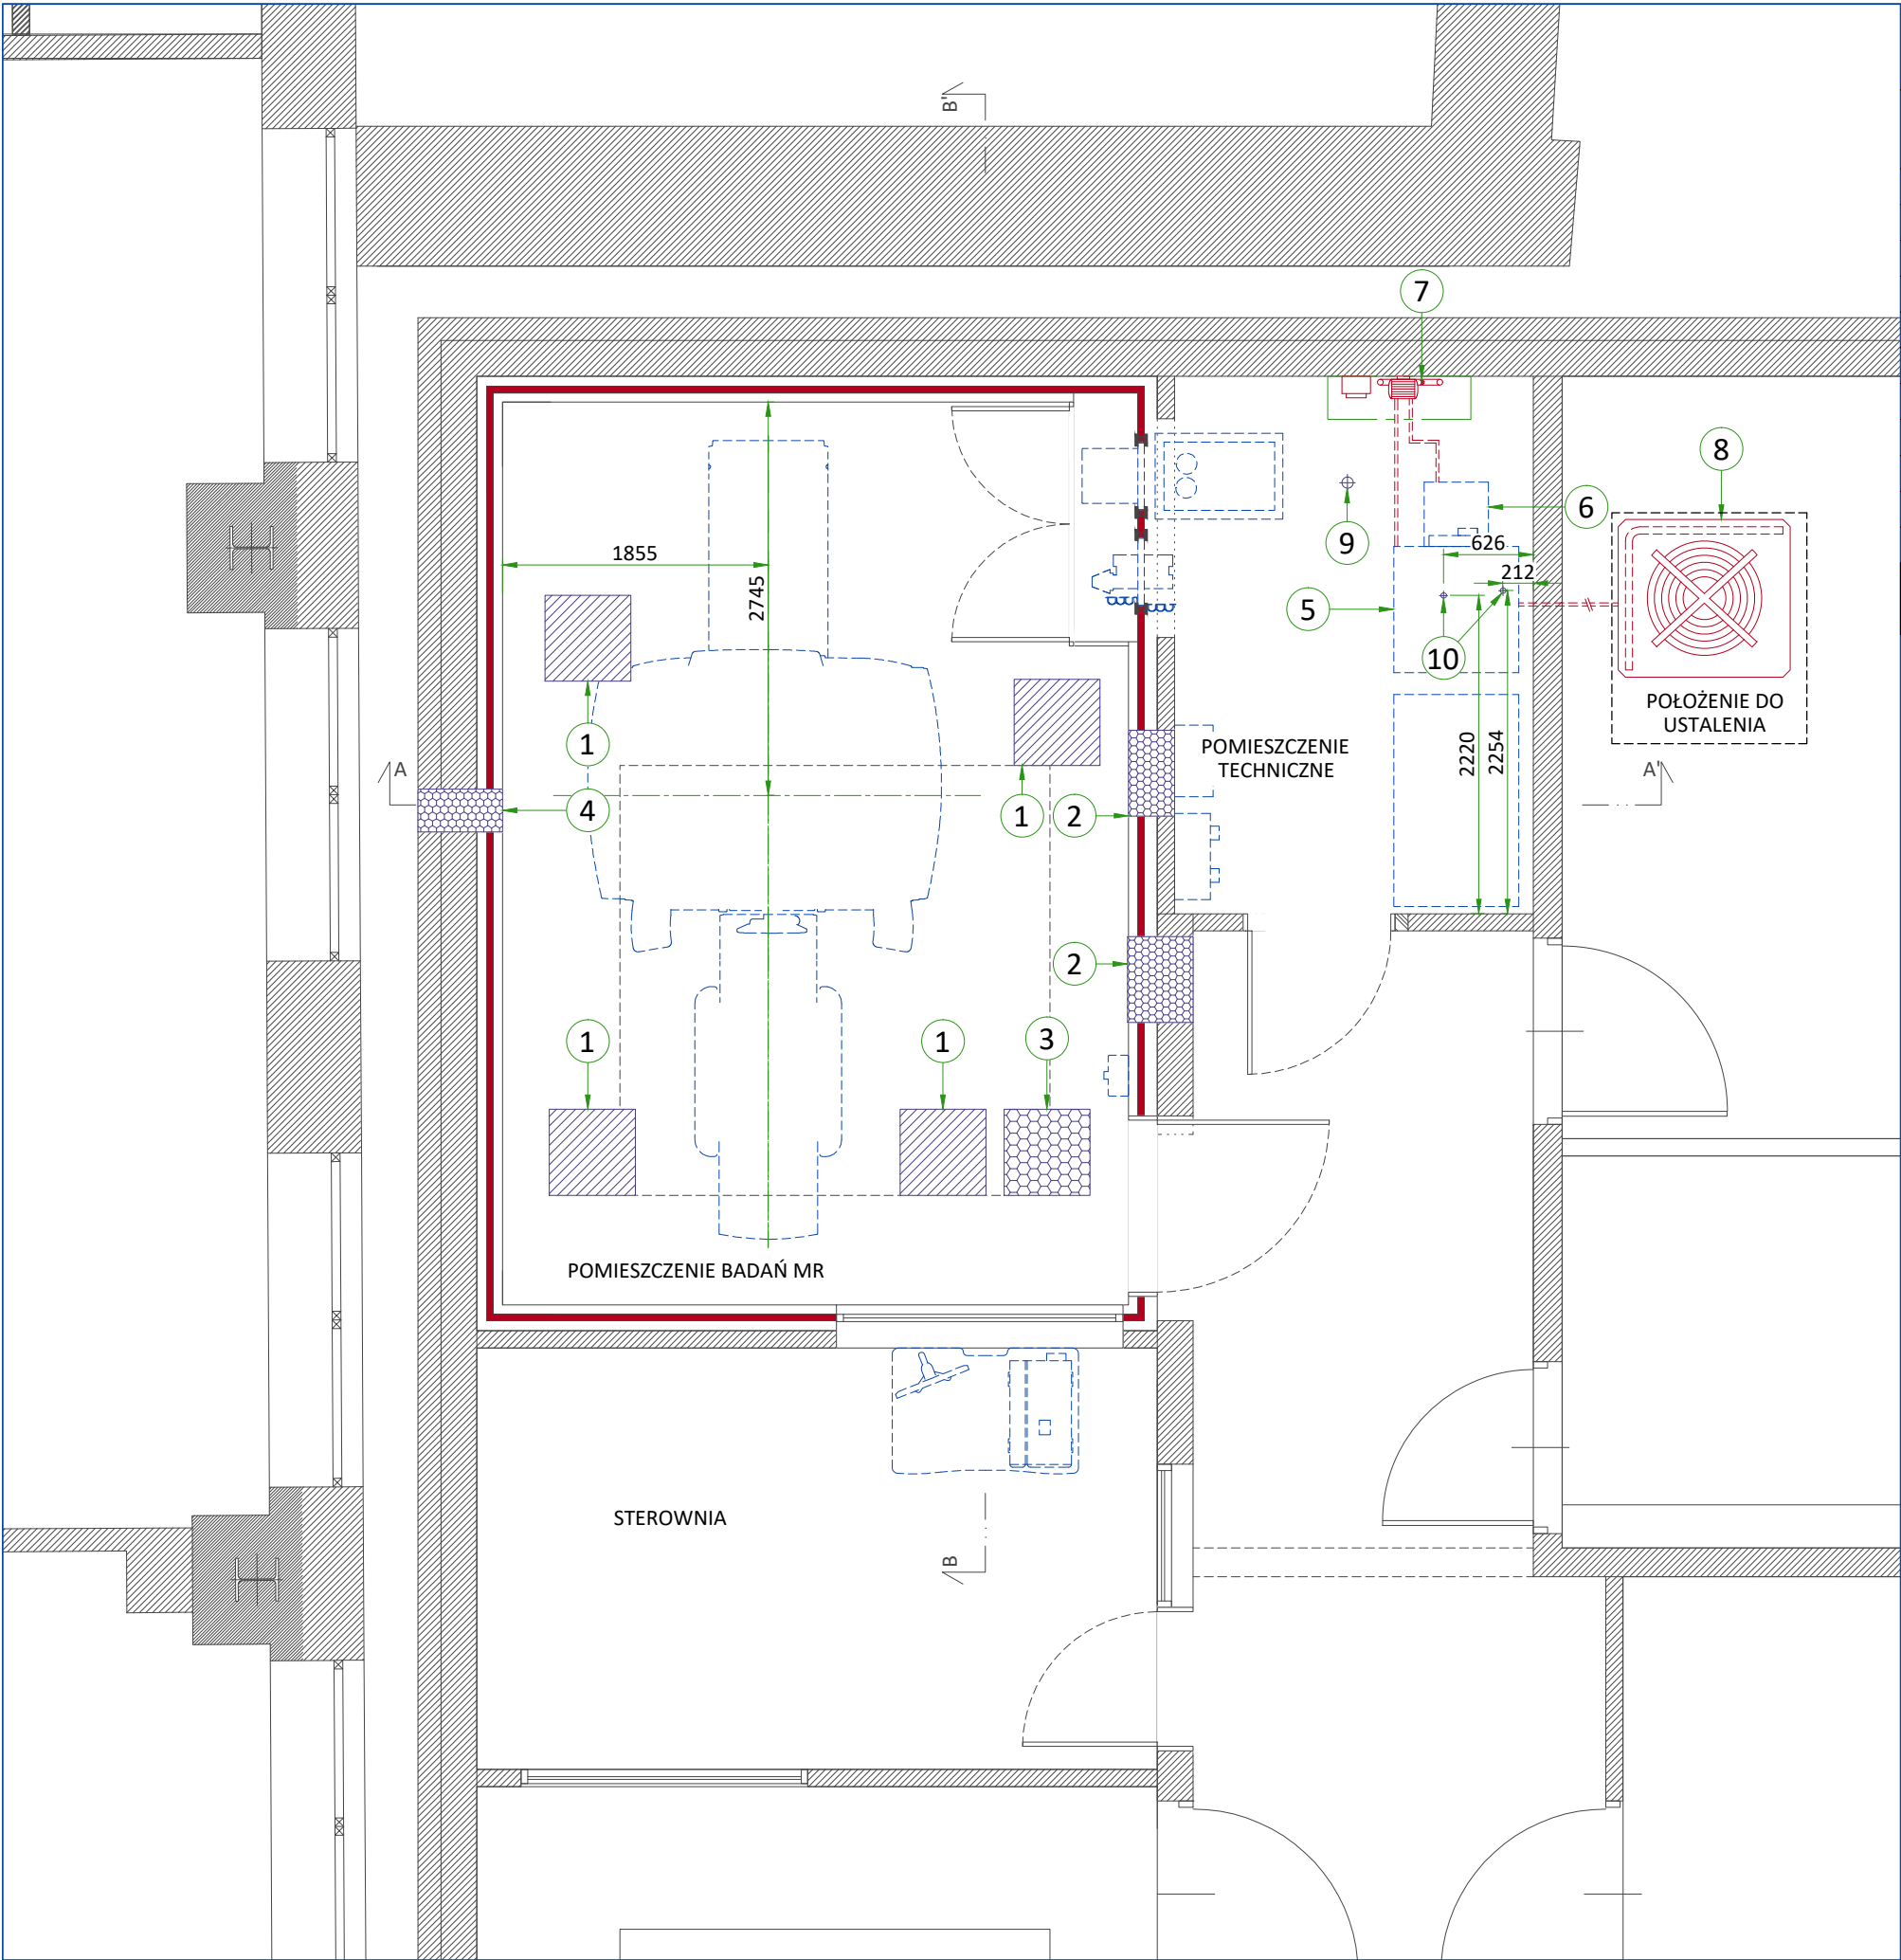 B'
7
8
6
9
1855
2745
626
212
5
10
1
POŁOŻENIE DO
USTALENIA
POMIESZCZENIE
TECHNICZNE
2220
2254
A
A'
4
1
2
2
1
1
3
POMIESZCZENIE BADAŃ MR
STEROWNIA
B